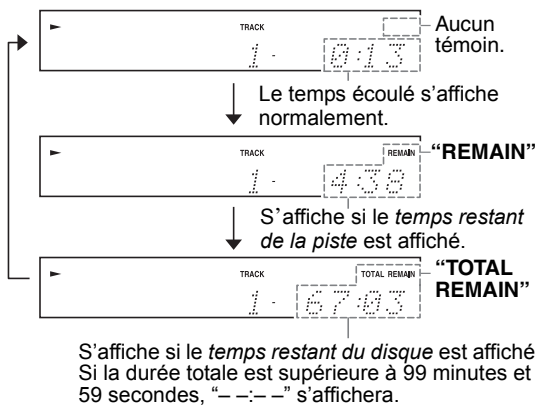 TRACK
Aucun
témoin.
1 - 0:13
Le temps écoulé s’affiche
normalement.
TRACK REMAIN “REMAIN”
1 - 4:38
S’affiche si le temps restant
de la piste est affiché.
TRACK TOTAL REMAIN “TOTAL
REMAIN”
1 - 67:03
S’affiche si le temps restant du disque est affiché
Si la durée totale est supérieure à 99 minutes et
59 secondes, “– –:– –” s’affichera.